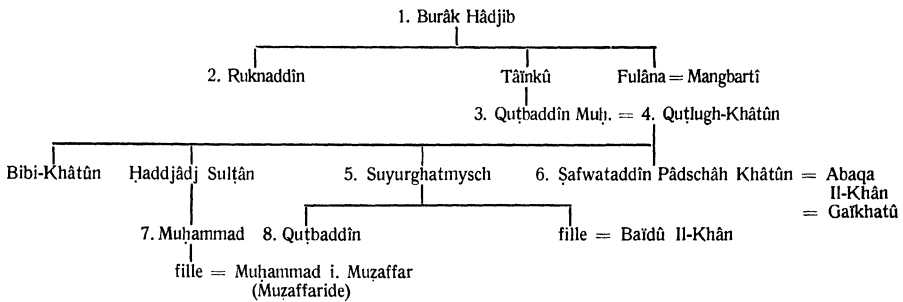 1. Burâk Hâdjib
2. Ruknaddîn Tâïnkû Fulâna = Mangbartî
3. Quṭbaddîn Muḥ. = 4. Quṭlugh-Khâtûn
Bibi-Khâtûn Ḥaddjâdj Sulṭân 5. Suyurghatmysch 6. Ṣafwataddîn Pâdschâh Khâtûn = Abaqa
Il-Khân
= Gaïkhatû
7. Muḥammad 8. Quṭbaddîn fille = Baïdû Il-Khân
fille = Muḥammad i. Muẓaffar
(Muẓaffaride)